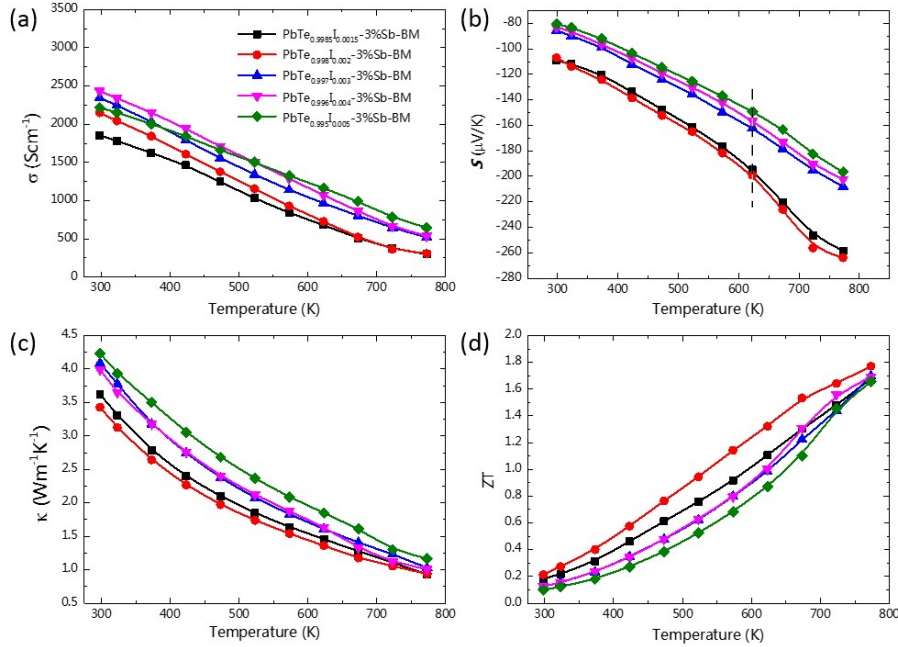 (a)
3500
3000
2500
2000
1500
1000
500
0
σ (Scm⁻¹)
PbTe₀.₉₉₈₅I₀.₀₀₁₅-3%Sb-BM
PbTe₀.₉₉₈I₀.₀₀₂-3%Sb-BM
PbTe₀.₉₉₇I₀.₀₀₃-3%Sb-BM
PbTe₀.₉₉₆I₀.₀₀₄-3%Sb-BM
PbTe₀.₉₉₅I₀.₀₀₅-3%Sb-BM
300 400 500 600 700 800
Temperature (K)
(b)
-80
-100
-120
-140
-160
-180
-200
-220
-240
-260
-280
S (μV/K)
300 400 500 600 700 800
Temperature (K)
(c)
4.5
4.0
3.5
3.0
2.5
2.0
1.5
1.0
0.5
κ (Wm⁻¹K⁻¹)
300 400 500 600 700 800
Temperature (K)
(d)
2.0
1.8
1.6
1.4
1.2
1.0
0.8
0.6
0.4
0.2
0.0
ZT
300 400 500 600 700 800
Temperature (K)